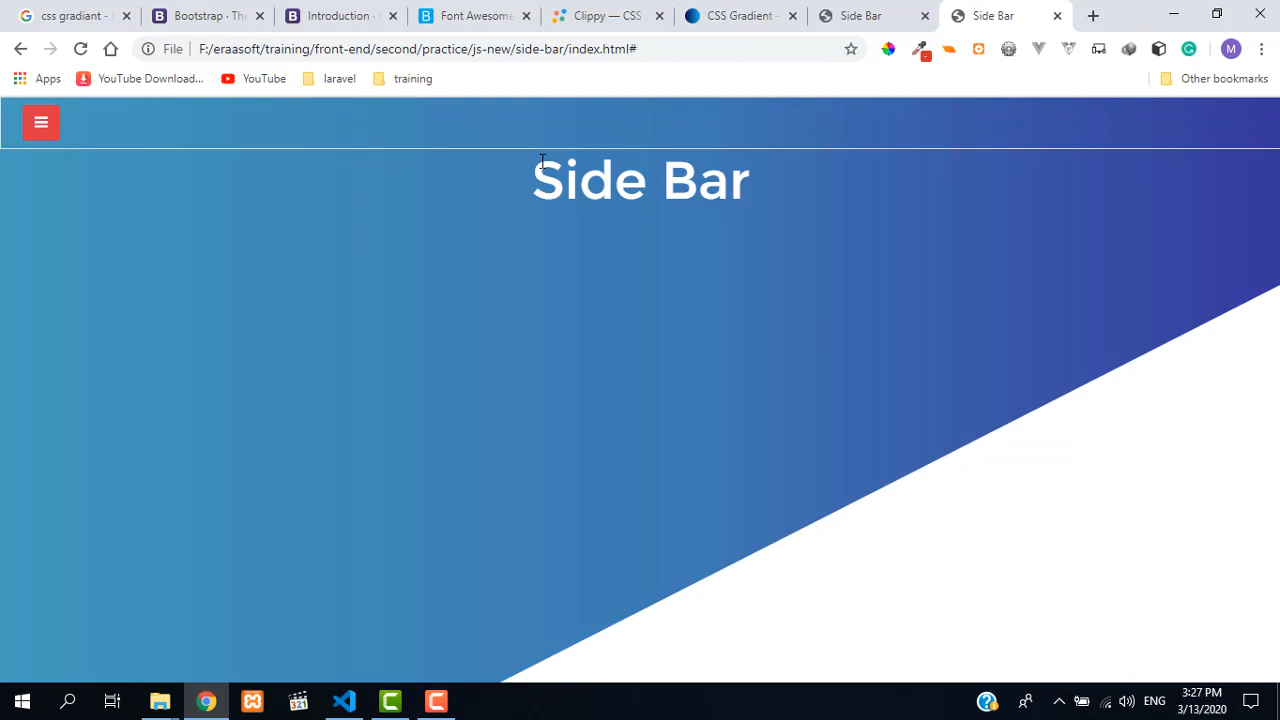 css gradiant -
Bootstrap · The
Introduction ·
Font Awesome
Clippy — CSS
CSS Gradient -
Side Bar
Side Bar
File
F:/eraasoft/training/front-end/second/practice/js-new/side-bar/index.html#
M
Apps
YouTube Download...
YouTube
laravel
training
Other bookmarks
Side Bar
ENG
3:27 PM
3/13/2020